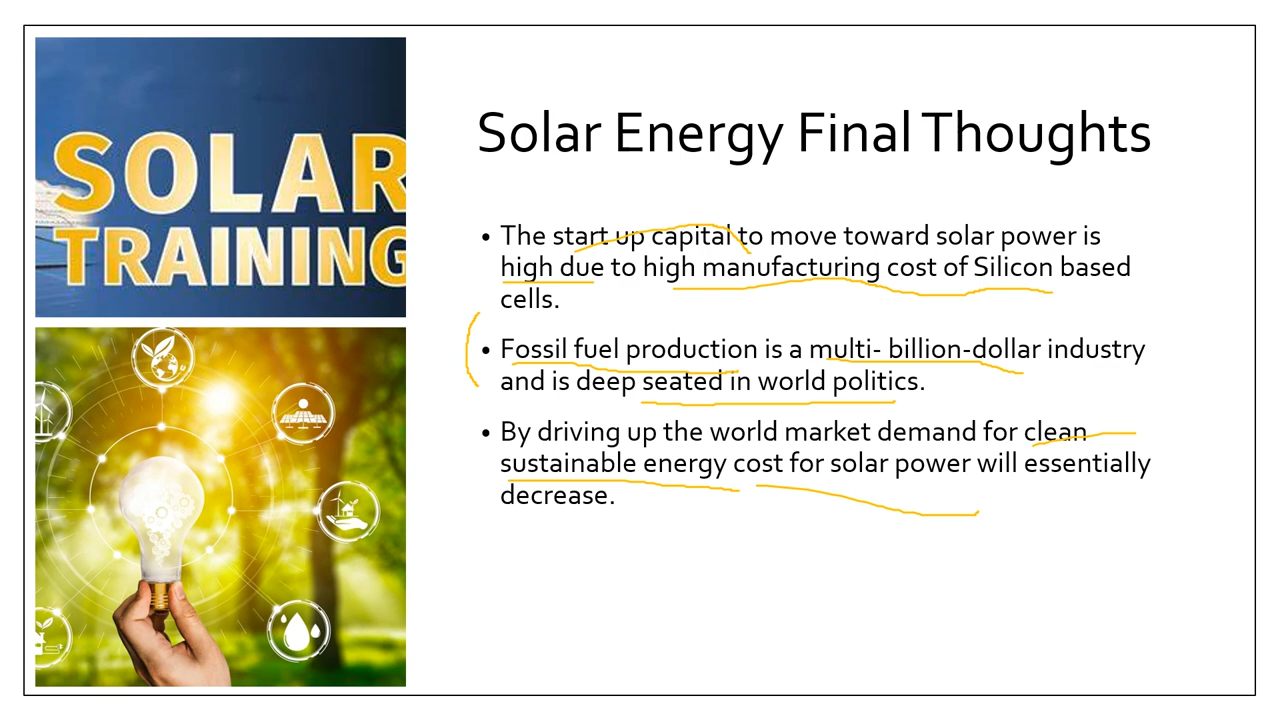 SOLAR
TRAINING
Solar Energy Final Thoughts
• The start up capital to move toward solar power is
high due to high manufacturing cost of Silicon based
cells.
• Fossil fuel production is a multi- billion-dollar industry
and is deep seated in world politics.
• By driving up the world market demand for clean
sustainable energy cost for solar power will essentially
decrease.